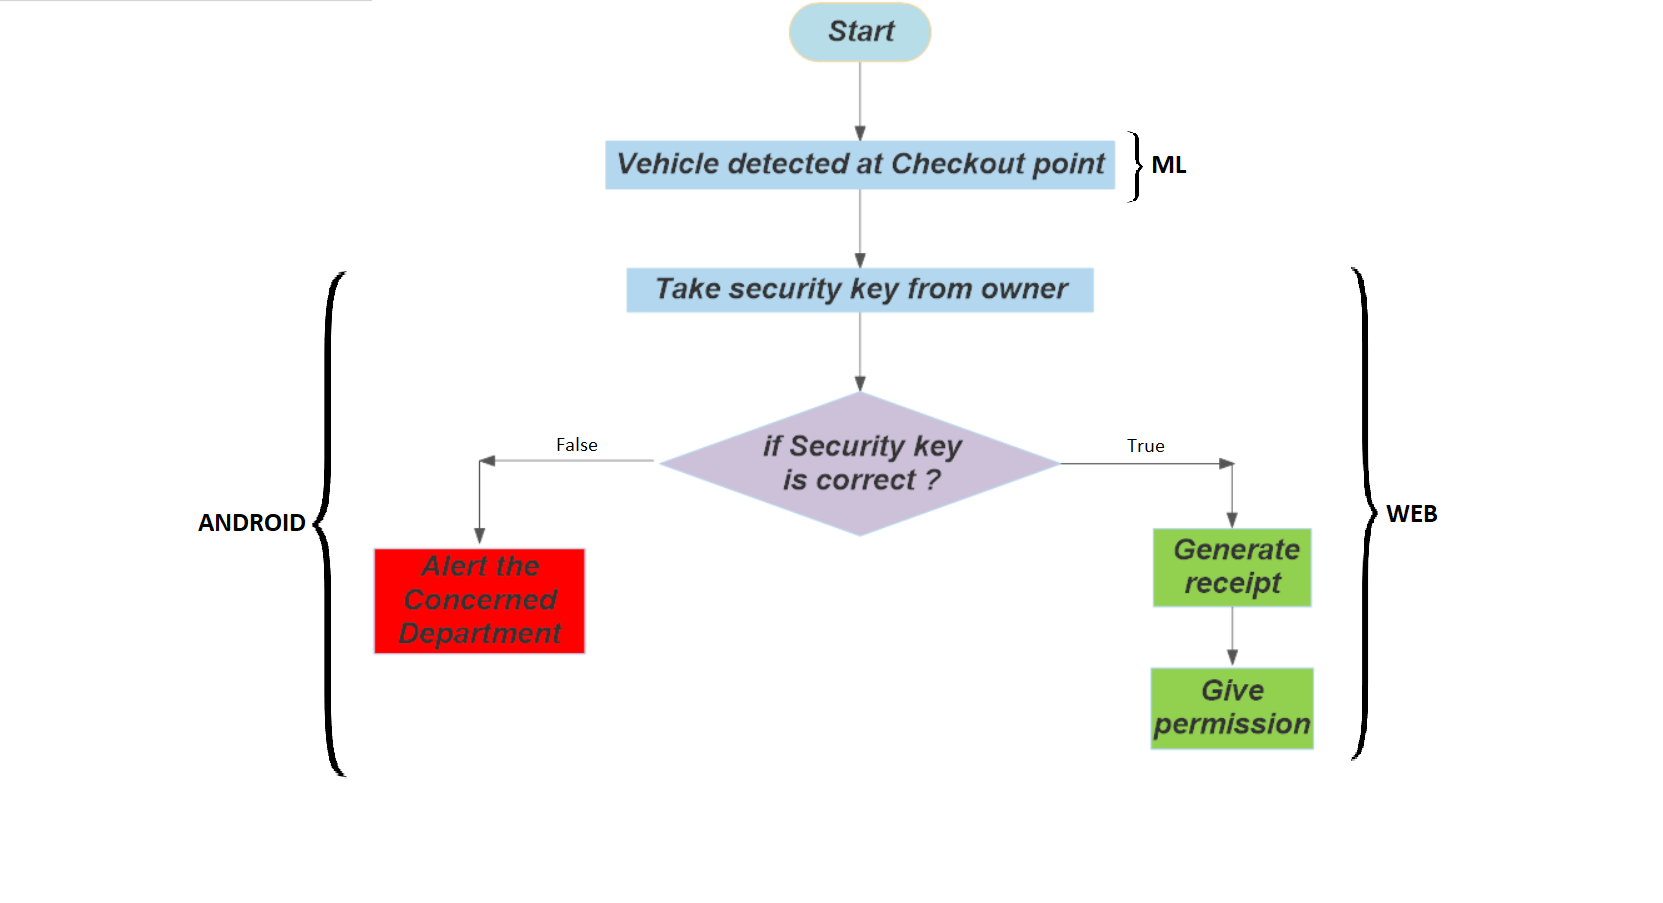 Start
Vehicle detected at Checkout point
ML
Take security key from owner
if Security key
is correct ?
False
True
ANDROID
WEB
Alert the
Concerned
Department
Generate
receipt
Give
permission